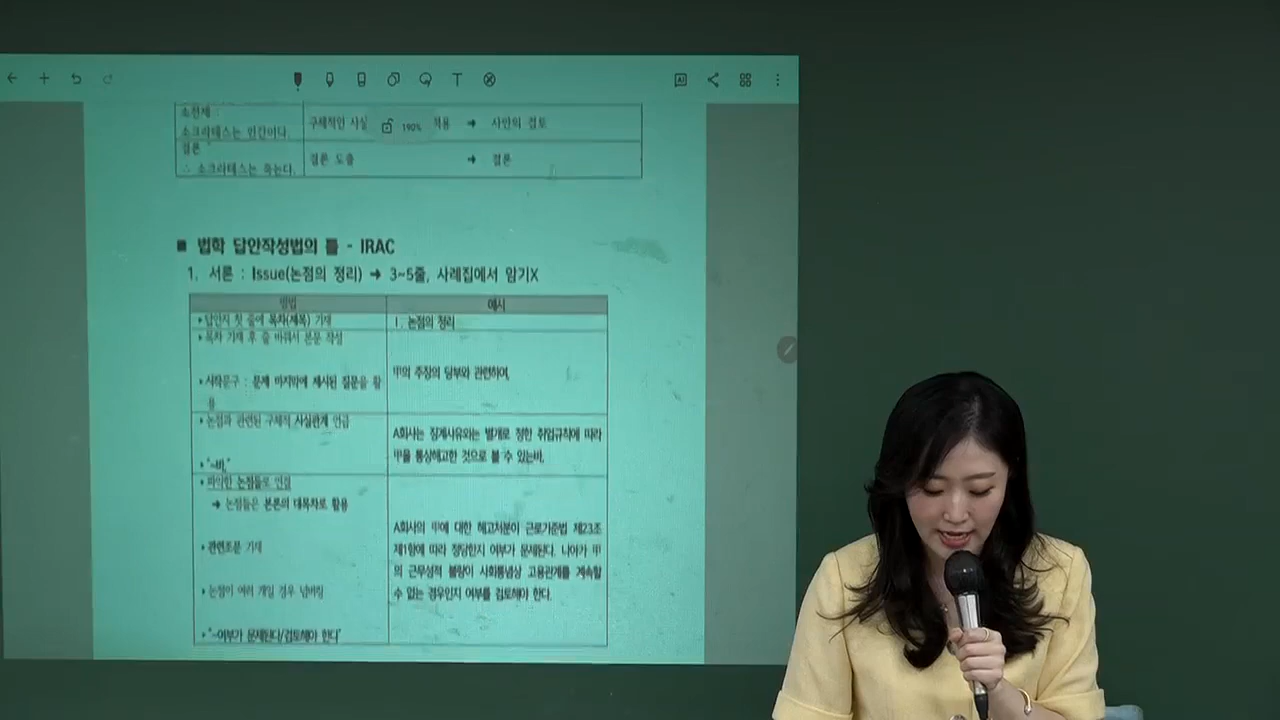 190%
소전제 :
소크라테스는 인간이다.
구체적인 사실 적용 → 사안의 검토
결론
∴ 소크라테스는 죽는다.
결론 도출 → 결론
■ 법학 답안작성법의 틀 - IRAC
1. 서론 : Issue(논점의 정리) → 3~5줄, 사례집에서 암기X
방법
예시
• 답안지 첫 줄에 목차(제목) 기재
Ⅰ. 논점의 정리
• 목차 기재 후 줄 바꿔서 본문 작성
• 시작문구 : 문제 마지막에 제시된 질문을 활
용
甲의 주장의 당부와 관련하여,
• 논점과 관련된 구체적 사실관계 언급
• "~바,"
A회사는 징계사유와는 별개로 정한 취업규칙에 따라
甲을 통상해고한 것으로 볼 수 있는바,
• 파악한 논점들로 연결
→ 논점들은 본론의 대목차로 활용
• 관련조문 기재
• 논점이 여러 개일 경우 넘버링
• "~여부가 문제된다/검토해야 한다"
A회사의 甲에 대한 해고처분이 근로기준법 제23조
제1항에 따라 정당한지 여부가 문제된다. 나아가 甲
의 근무성적 불량이 사회통념상 고용관계를 계속할
수 없는 경우인지 여부를 검토해야 한다.